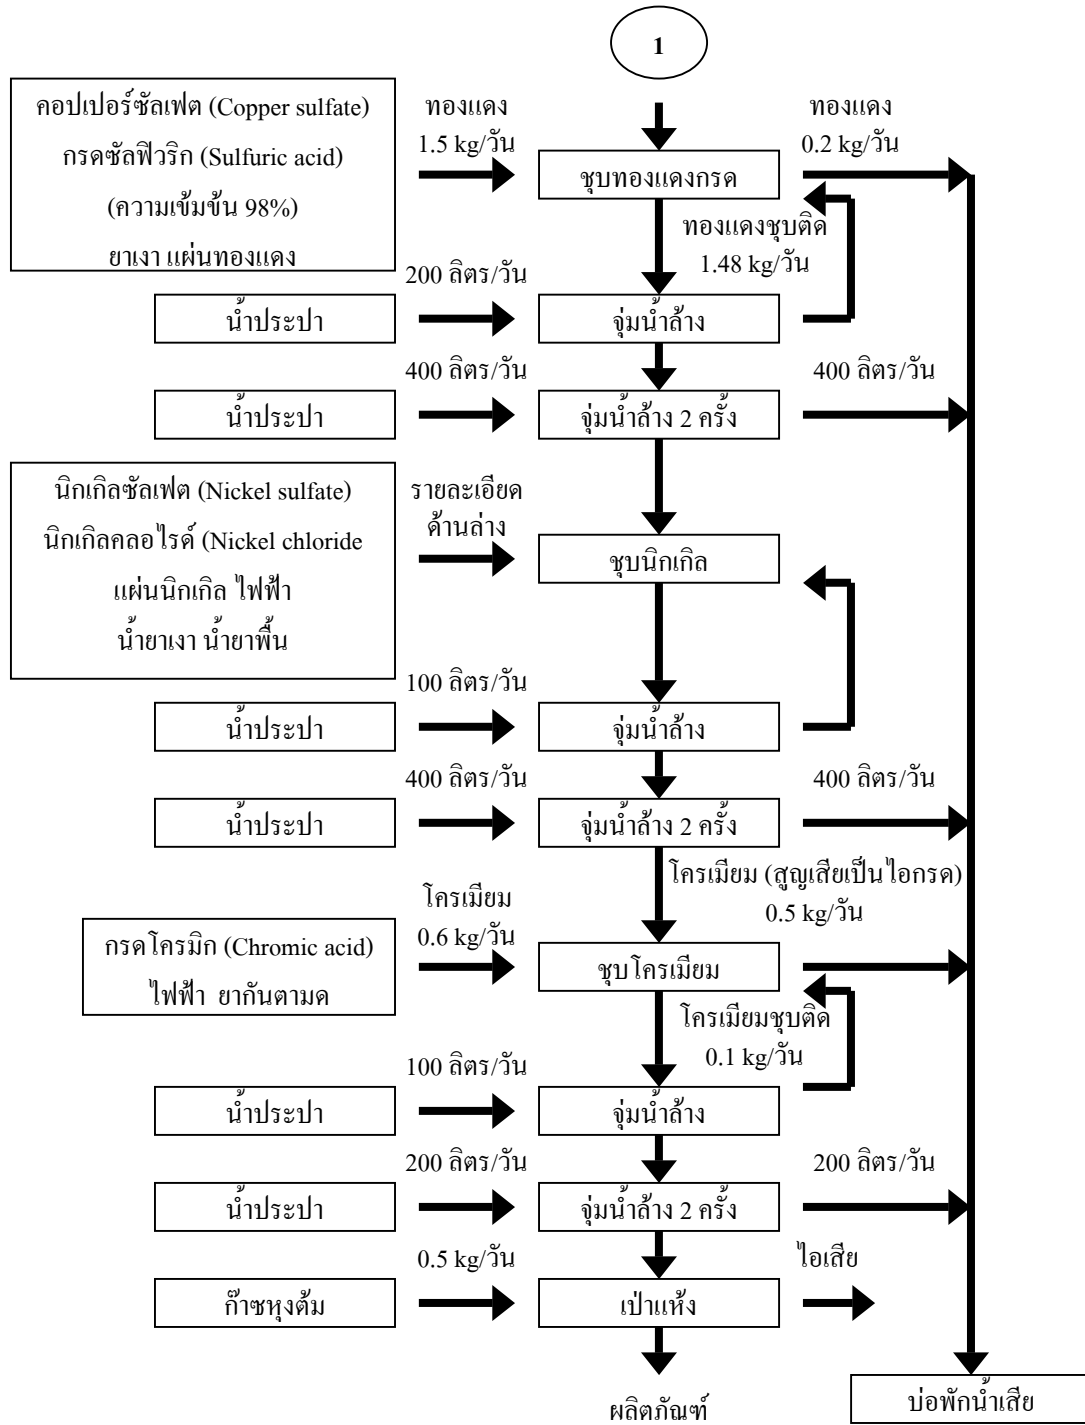 1
คอปเปอร์ซัลเฟต (Copper sulfate)
กรดซัลฟิวริก (Sulfuric acid)
(ความเข้มข้น 98%)
ยาเงา แผ่นทองแดง
ทองแดง
1.5 kg/วัน
ชุบทองแดงกรด
ทองแดง
0.2 kg/วัน
ทองแดงชุบติด
1.48 kg/วัน
น้ำประปา
200 ลิตร/วัน
จุ่มน้ำล้าง
น้ำประปา
400 ลิตร/วัน
จุ่มน้ำล้าง 2 ครั้ง
400 ลิตร/วัน
นิกเกิลซัลเฟต (Nickel sulfate)
นิกเกิลคลอไรด์ (Nickel chloride
แผ่นนิกเกิล ไฟฟ้า
น้ำยาเงา น้ำยาพื้น
รายละเอียด
ด้านล่าง
ชุบนิกเกิล
น้ำประปา
100 ลิตร/วัน
จุ่มน้ำล้าง
น้ำประปา
400 ลิตร/วัน
จุ่มน้ำล้าง 2 ครั้ง
400 ลิตร/วัน
โครเมียม (สูญเสียเป็นไอกรด)
0.5 kg/วัน
กรดโครมิก (Chromic acid)
ไฟฟ้า ยากันตามด
โครเมียม
0.6 kg/วัน
ชุบโครเมียม
โครเมียมชุบติด
0.1 kg/วัน
น้ำประปา
100 ลิตร/วัน
จุ่มน้ำล้าง
น้ำประปา
200 ลิตร/วัน
จุ่มน้ำล้าง 2 ครั้ง
200 ลิตร/วัน
ก๊าซหุงต้ม
0.5 kg/วัน
เป่าแห้ง
ไอเสีย
ผลิตภัณฑ์
บ่อพักน้ำเสีย